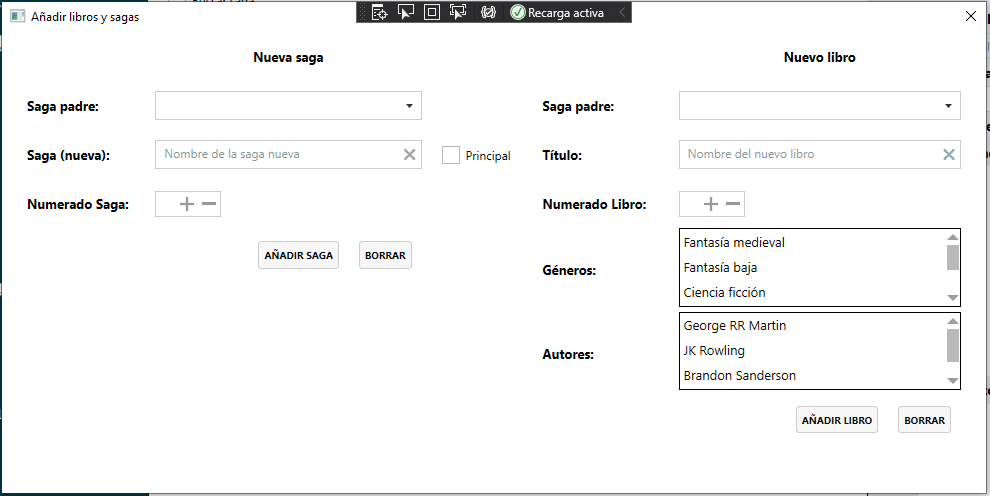 Añadir libros y sagas
Recarga activa
Nueva saga
Saga padre:
Saga (nueva):
Nombre de la saga nueva
Principal
Numerado Saga:
AÑADIR SAGA
BORRAR
Nuevo libro
Saga padre:
Título:
Nombre del nuevo libro
Numerado Libro:
Géneros:
Fantasía medieval
Fantasía baja
Ciencia ficción
Autores:
George RR Martin
JK Rowling
Brandon Sanderson
AÑADIR LIBRO
BORRAR